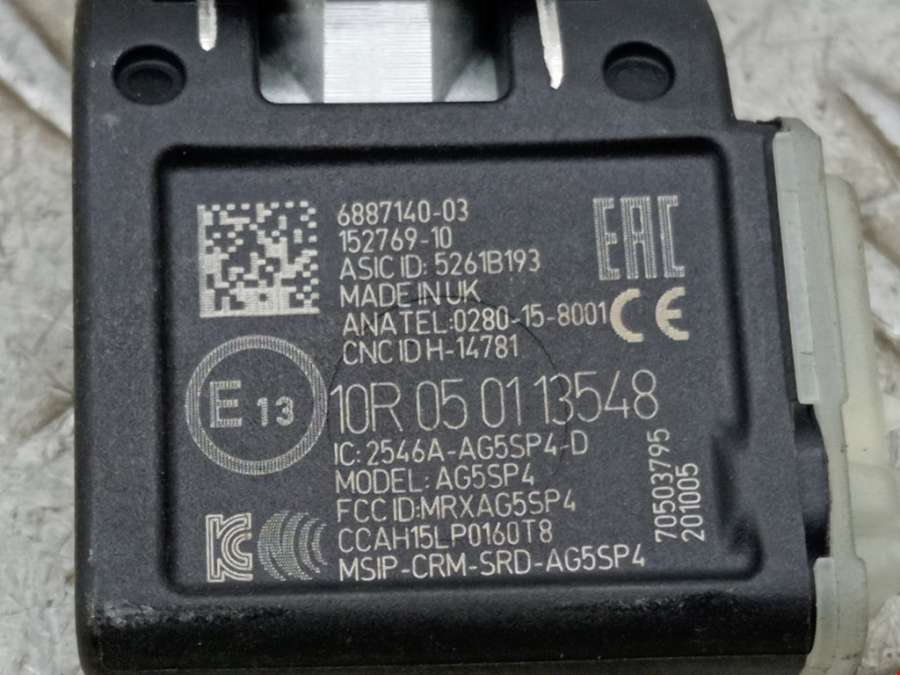 6887140-03
152769-10
ASIC ID: 5261B193
MADE IN UK
ANATEL:0280-15-8001
CNC ID H-14781
EAC
CE
E 13
10R 05 01 13548
IC: 2546A-AG5SP4-D
MODEL: AG5SP4
FCC ID: MRXAG5SP4
CCAH15LP0160T8
MSIP-CRM-SRD-AG5SP4
KC
70503795
201005